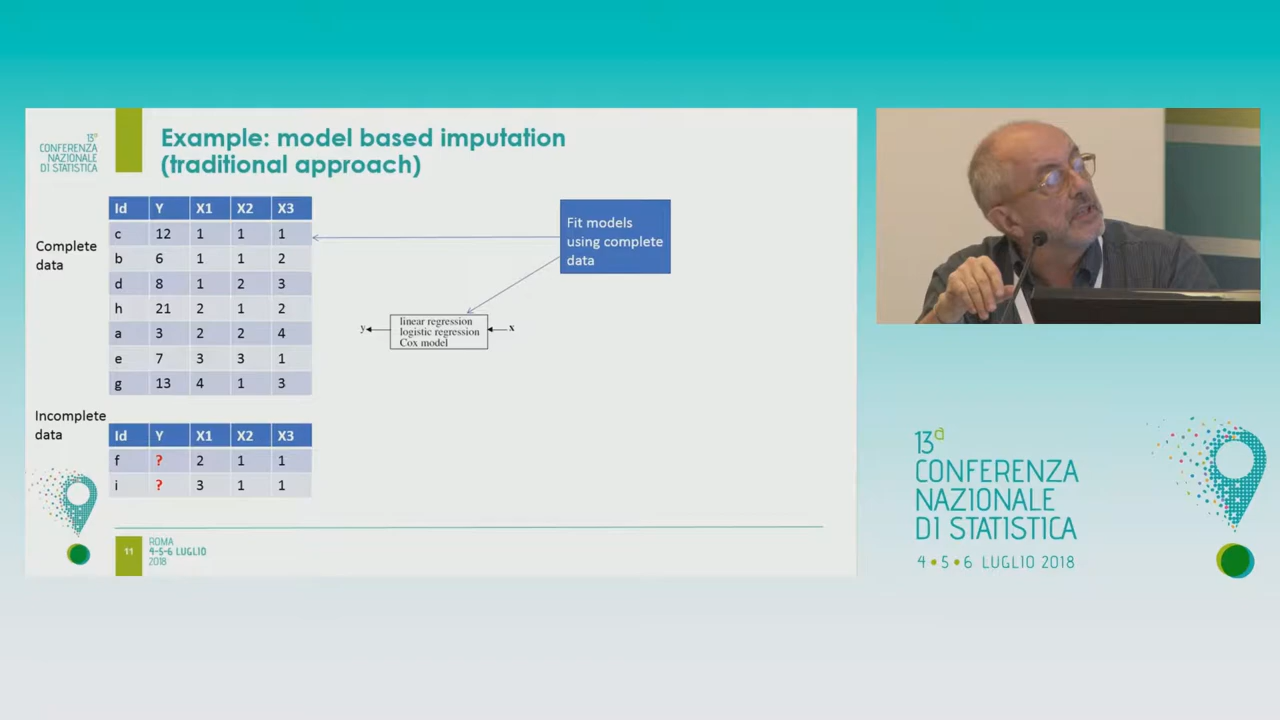 13ª
CONFERENZA
NAZIONALE
DI STATISTICA
Example: model based imputation
(traditional approach)
Complete
data
Id Y X1 X2 X3
c 12 1 1 1
b 6 1 1 2
d 8 1 2 3
h 21 2 1 2
a 3 2 2 4
e 7 3 3 1
g 13 4 1 3
Fit models
using complete
data
y
linear regression
logistic regression
Cox model
x
Incomplete
data
Id Y X1 X2 X3
f ? 2 1 1
i ? 3 1 1
11
ROMA
4-5-6 LUGLIO
2018
13ª
CONFERENZA
NAZIONALE
DI STATISTICA
4•5•6 LUGLIO 2018